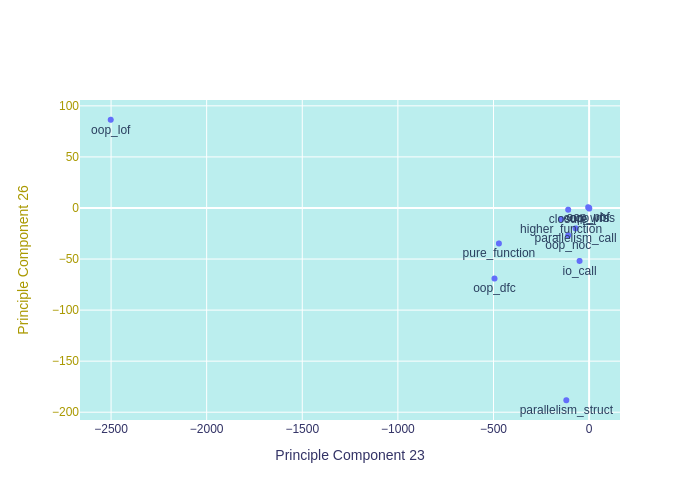 100
50
0
−50
−100
−150
−200
Principle Component 26
oop_lof
higher_function
parallelism_call
oop_noc
pure_function
io_call
oop_dfc
parallelism_struct
−2500
−2000
−1500
−1000
−500
0
Principle Component 23